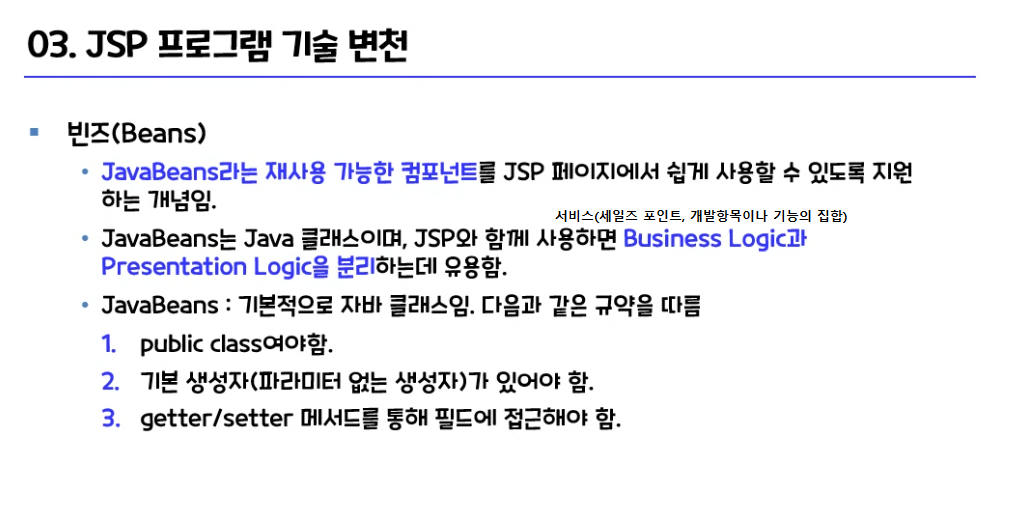 03. JSP 프로그램 기술 변천
빈즈(Beans)
JavaBeans라는 재사용 가능한 컴포넌트를 JSP 페이지에서 쉽게 사용할 수 있도록 지원
하는 개념임.
서비스(세일즈 포인트, 개발항목이나 기능의 집합)
JavaBeans는 Java 클래스이며, JSP와 함께 사용하면 Business Logic과
Presentation Logic을 분리하는데 유용함.
JavaBeans : 기본적으로 자바 클래스임. 다음과 같은 규약을 따름
1. public class여야함.
2. 기본 생성자(파라미터 없는 생성자)가 있어야 함.
3. getter/setter 메서드를 통해 필드에 접근해야 함.